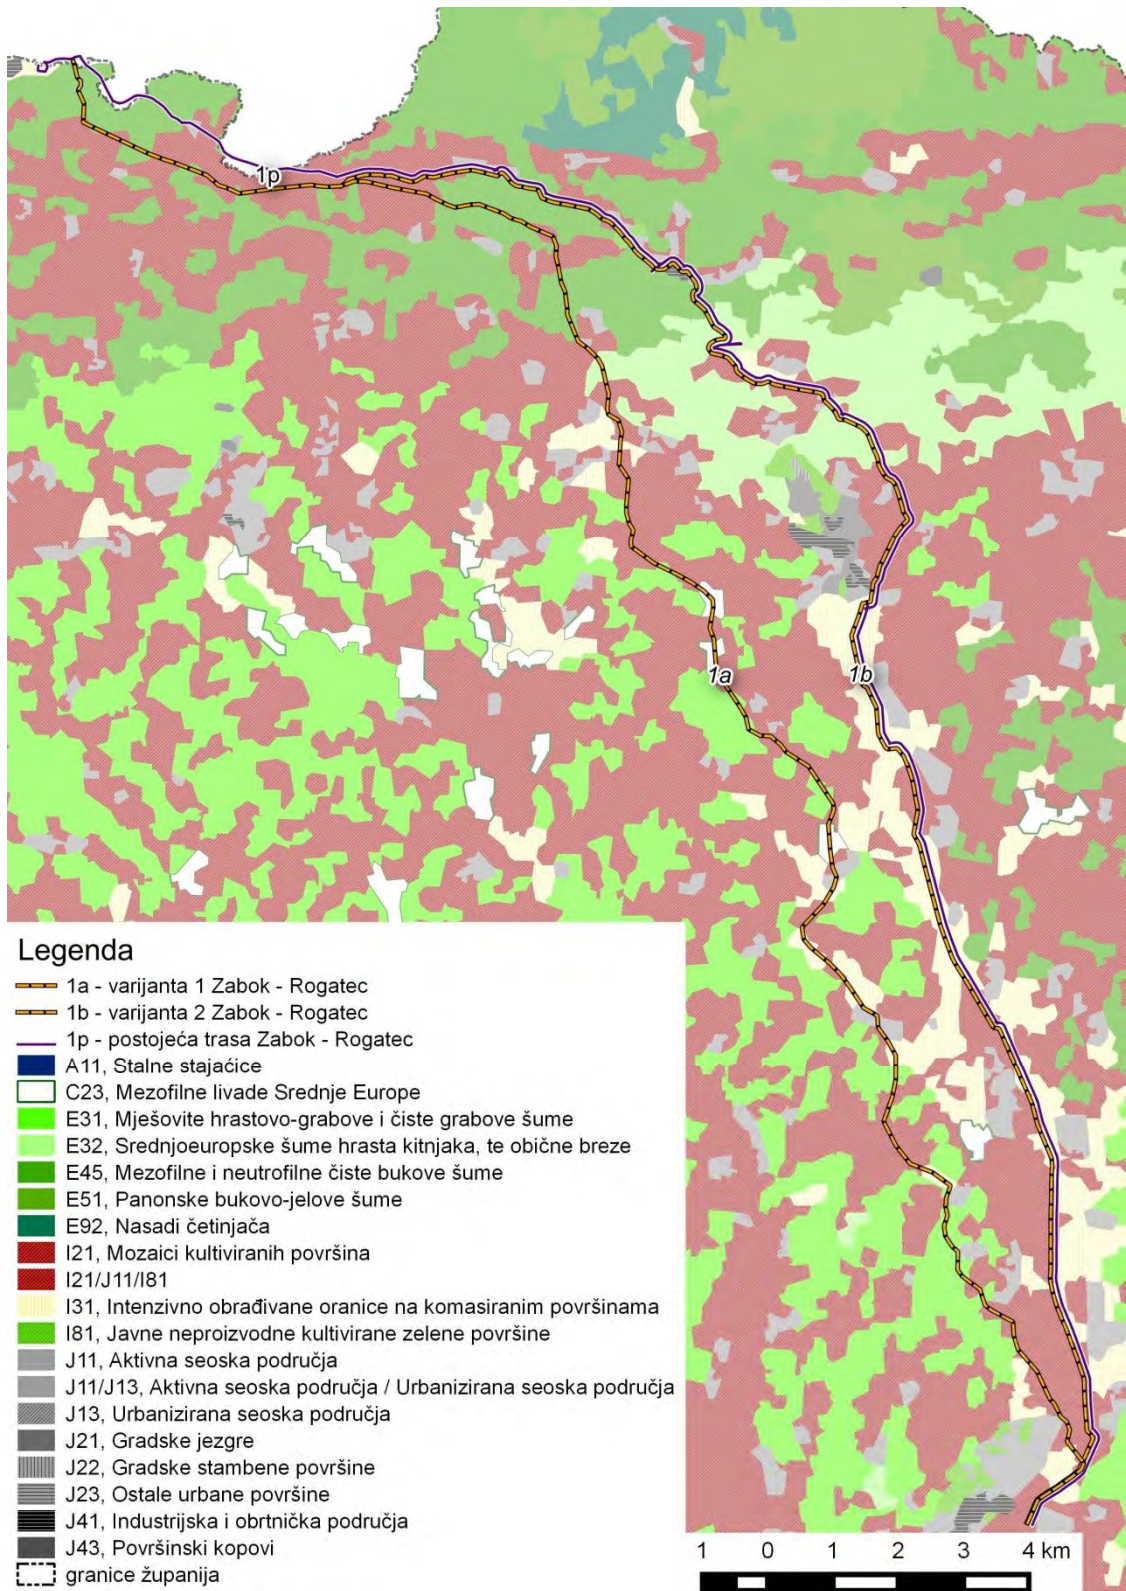 1p
1a
1b
Legenda
1a - varijanta 1 Zabok - Rogatec
1b - varijanta 2 Zabok - Rogatec
1p - postojeća trasa Zabok - Rogatec
A11, Stalne stajaćice
C23, Mezofilne livade Srednje Europe
E31, Mješovite hrastovo-grabove i čiste grabove šume
E32, Srednjoeuropske šume hrasta kitnjaka, te obične breze
E45, Mezofilne i neutrofilne čiste bukove šume
E51, Panonske bukovo-jelove šume
E92, Nasadi četinjača
I21, Mozaici kultiviranih površina
I21/J11/I81
I31, Intenzivno obrađivane oranice na komasiranim površinama
I81, Javne neproizvodne kultivirane zelene površine
J11, Aktivna seoska područja
J11/J13, Aktivna seoska područja / Urbanizirana seoska područja
J13, Urbanizirana seoska područja
J21, Gradske jezgre
J22, Gradske stambene površine
J23, Ostale urbane površine
J41, Industrijska i obrtnička područja
J43, Površinski kopovi
granice županija
1 0 1 2 3 4 km